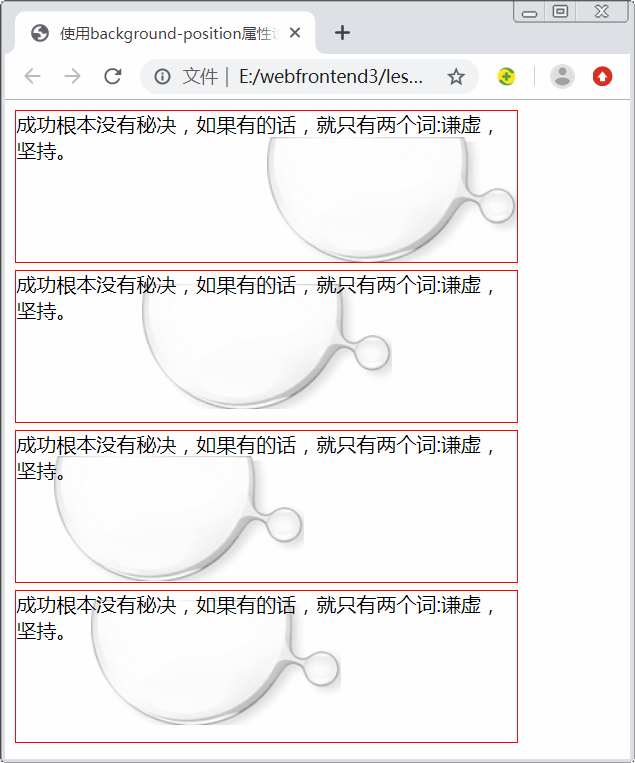 使用background-position属性
文件 | E:/webfrontend3/les...
成功根本没有秘决，如果有的话，就只有两个词:谦虚，
坚持。
成功根本没有秘决，如果有的话，就只有两个词:谦虚，
坚持。
成功根本没有秘决，如果有的话，就只有两个词:谦虚，
坚持。
成功根本没有秘决，如果有的话，就只有两个词:谦虚，
坚持。